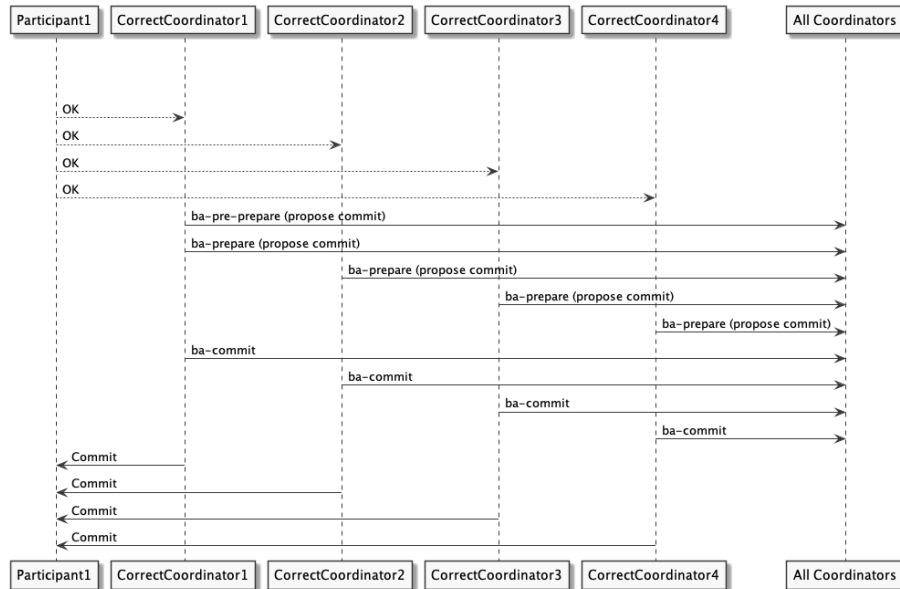 Participant1 CorrectCoordinator1 CorrectCoordinator2 CorrectCoordinator3 CorrectCoordinator4 All Coordinators
OK
OK
OK
OK
ba-pre-prepare (propose commit)
ba-prepare (propose commit)
ba-prepare (propose commit)
ba-prepare (propose commit)
ba-prepare (propose commit)
ba-commit
ba-commit
ba-commit
ba-commit
Commit
Commit
Commit
Commit
Participant1 CorrectCoordinator1 CorrectCoordinator2 CorrectCoordinator3 CorrectCoordinator4 All Coordinators